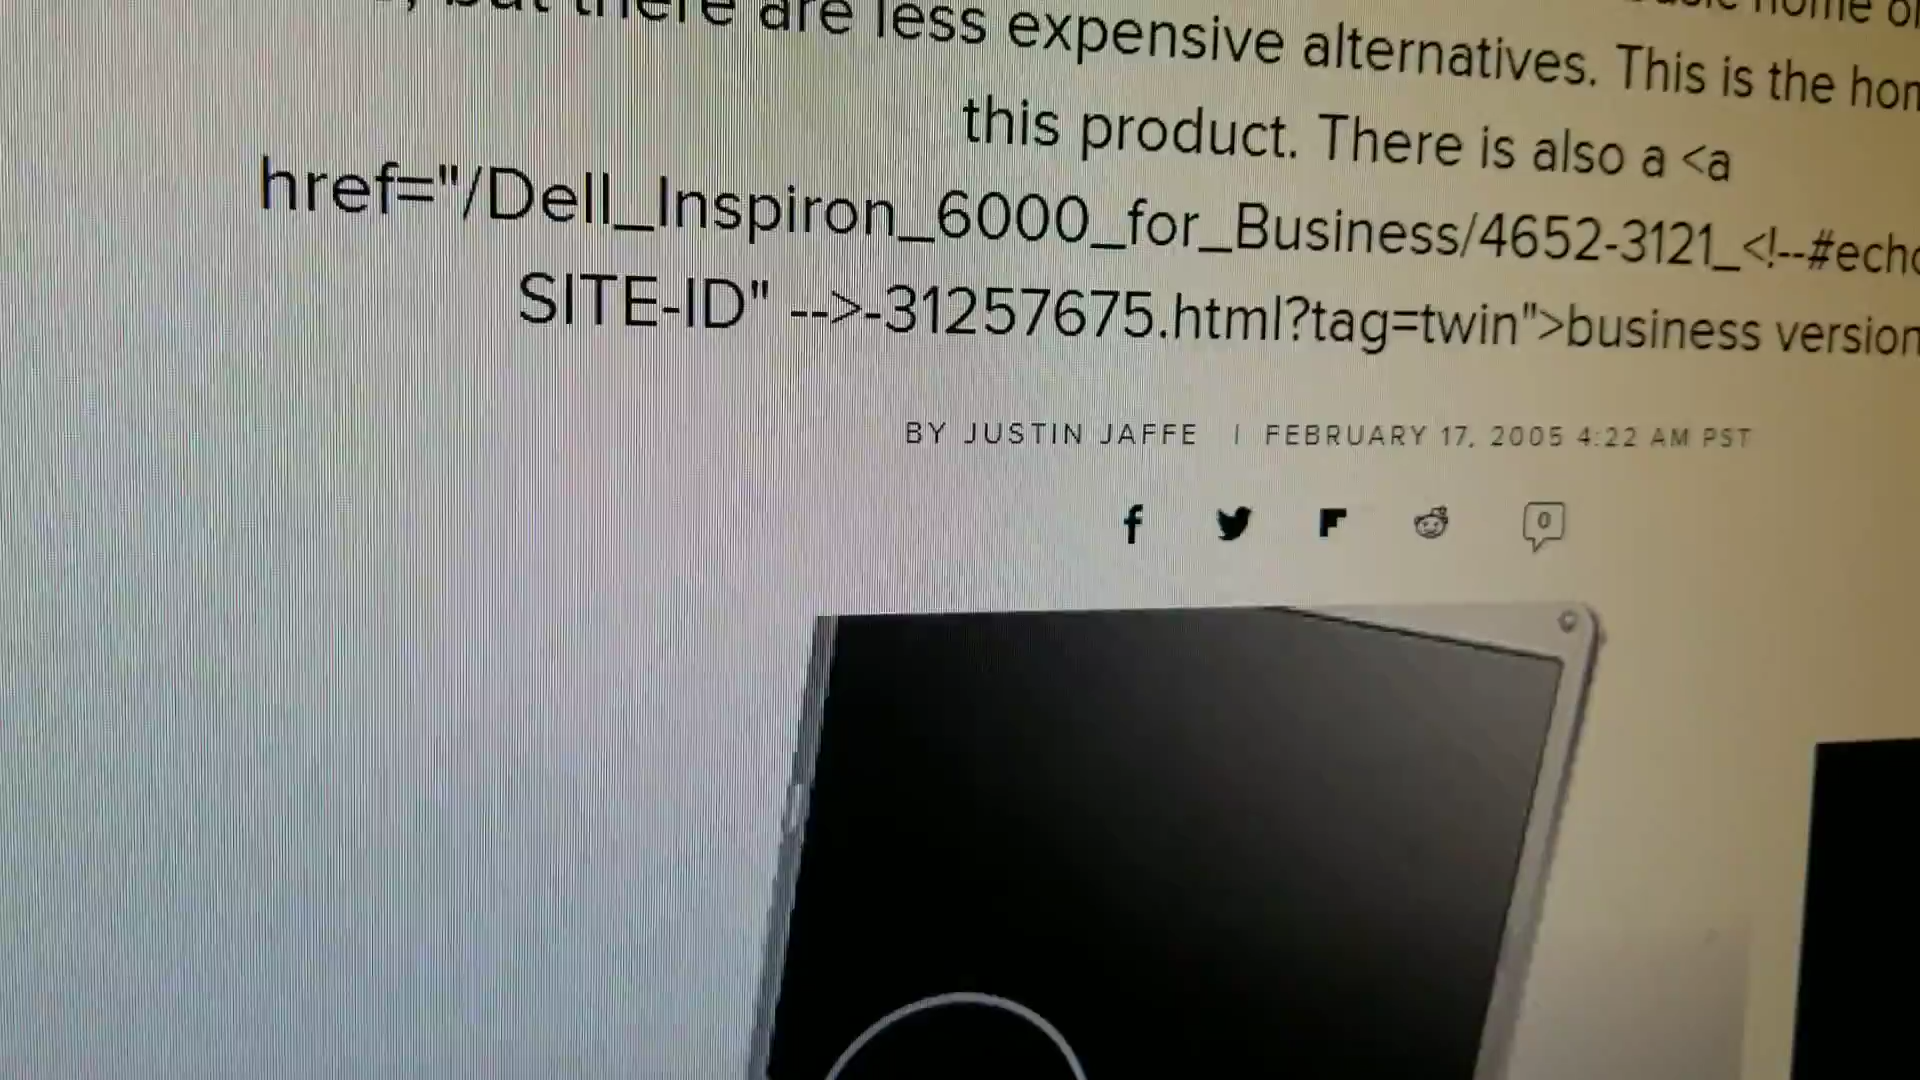 but there are less expensive alternatives. This is the
this product. There is also a <a
href="/Dell_Inspiron_6000_for_Business/4652-3121_<!--#echo
SITE-ID" -->-31257675.html?tag=twin">business version
BY JUSTIN JAFFE | FEBRUARY 17, 2005 4:22 AM PST
f
0